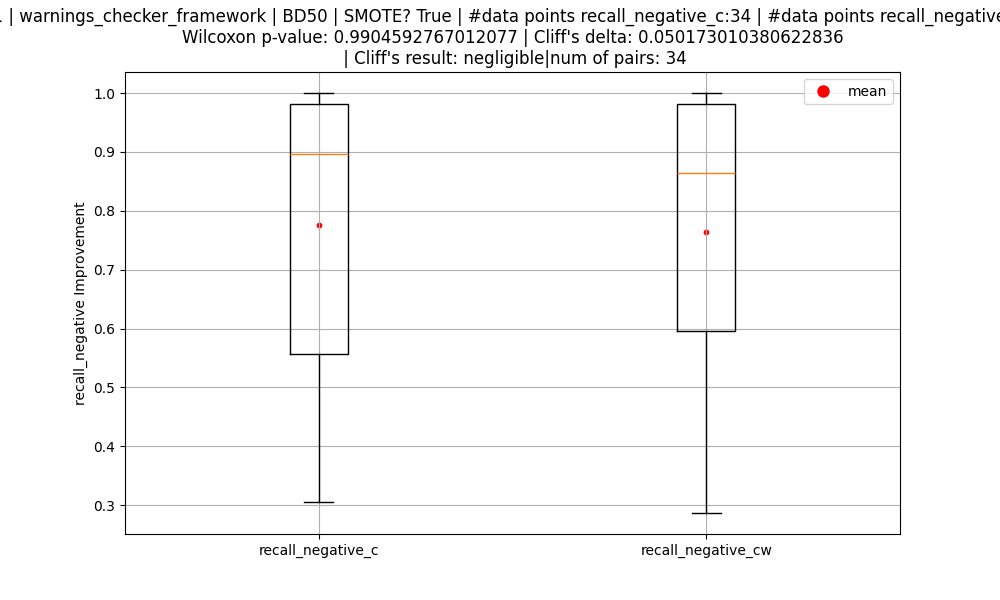 | warnings_checker_framework | BD50 | SMOTE? True | #data points recall_negative_c:34 | #data points recall_negative
Wilcoxon p-value: 0.9904592767012077 | Cliff's delta: 0.050173010380622836
| Cliff's result: negligible|num of pairs: 34
mean
1.0
0.9
0.8
0.7
0.6
0.5
0.4
0.3
recall_negative Improvement
recall_negative_c
recall_negative_cw